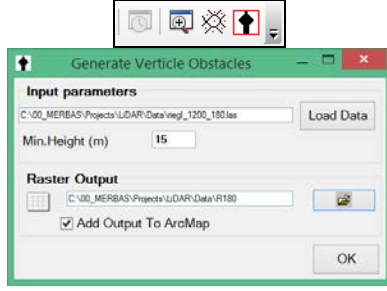 Generate Verticle Obstacles
Input parameters
C:\00_MERBAS\Projects\LiDAR\Data\riegl_1200_180.las
Load Data
Min.Height (m)
15
Raster Output
C:\00_MERBAS\Projects\LiDAR\Data\R180
Add Output To ArcMap
OK